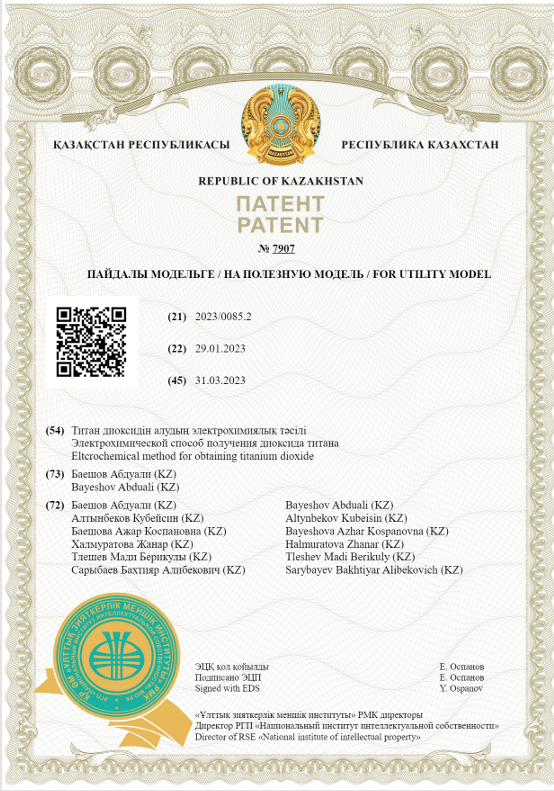 ҚАЗАҚСТАН РЕСПУБЛИКАСЫ
РЕСПУБЛИКА КАЗАХСТАН
REPUBLIC OF KAZAKHSTAN
ПАТЕНТ
PATENT
№ 7907
ПАЙДАЛЫ МОДЕЛЬГЕ / НА ПОЛЕЗНУЮ МОДЕЛЬ / FOR UTILITY MODEL
(21) 2023/0085.2
(22) 29.01.2023
(45) 31.03.2023
(54) Титан диоксидін алудың электрохимиялық тәсілі
Электрохимической способ получения диоксида титана
Eltcrochemical method for obtaining titanium dioxide
(73) Баешов Абдуали (KZ)
Bayeshov Abduali (KZ)
(72) Баешов Абдуали (KZ) Bayeshov Abduali (KZ)
Алтынбеков Кубейсин (KZ) Altynbekov Kubeisin (KZ)
Баешова Ажар Коспановна (KZ) Bayeshova Azhar Kospanovna (KZ)
Халмуратова Жанар (KZ) Halmuratova Zhanar (KZ)
Тлешев Мади Берикулы (KZ) Tleshev Madi Berikuly (KZ)
Сарыбаев Бахтияр Алибекович (KZ) Sarybayev Bakhtiyar Alibekovich (KZ)
ЭЦҚ қол қойылды Е. Оспанов
Подписано ЭЦП Е. Оспанов
Signed with EDS Y. Ospanov
«Ұлттық зияткерлік меншік институты» РМК директоры
Директор РГП «Национальный институт интеллектуальной собственности»
Director of RSE «National institute of intellectual property»